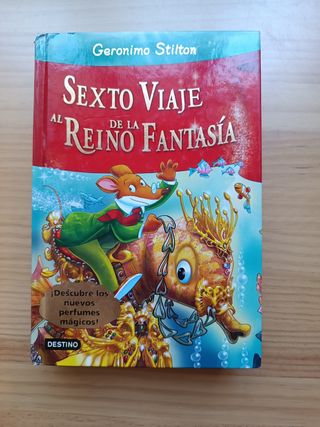 Geronimo Stilton
SEXTO VIAJE
AL REINO DE LA FANTASÍA
¡Descubre los
nuevos
perfumes
mágicos!
DESTINO